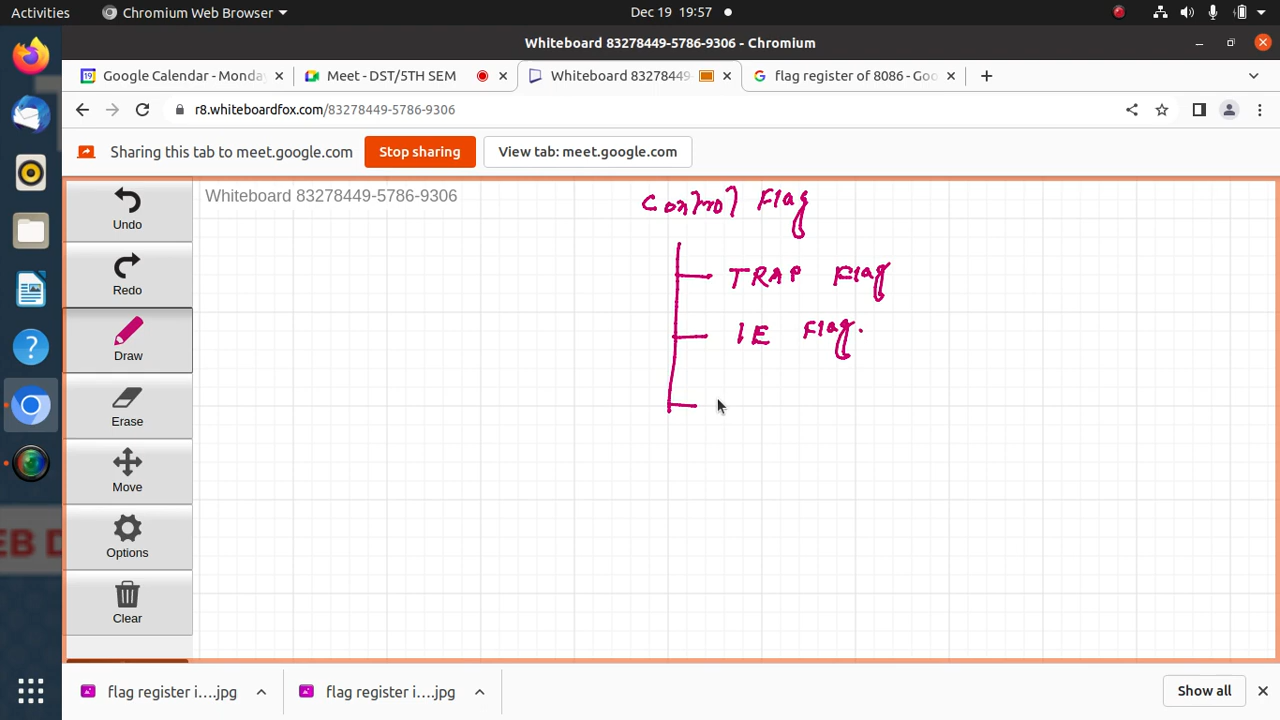 Activities
Chromium Web Browser
Dec 19 19:57
Whiteboard 83278449-5786-9306 - Chromium
19 Google Calendar - Monda
Meet - DST/5TH SEM
Whiteboard 83278449-
flag register of 8086 - Goo
r8.whiteboardfox.com/83278449-5786-9306
Sharing this tab to meet.google.com
Stop sharing
View tab: meet.google.com
Whiteboard 83278449-5786-9306
Control Flag
TRAP Flag
IE Flag.
Undo
Redo
Draw
Erase
Move
Options
Clear
EB D
flag register i....jpg
flag register i....jpg
Show all